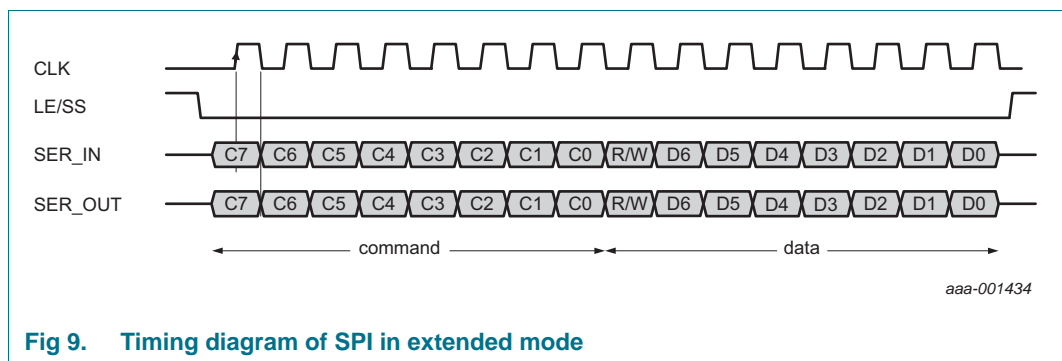 CLK
LE/SS
SER_IN C7 C6 C5 C4 C3 C2 C1 C0 R/W D6 D5 D4 D3 D2 D1 D0
SER_OUT C7 C6 C5 C4 C3 C2 C1 C0 R/W D6 D5 D4 D3 D2 D1 D0
command data
aaa-001434
Fig 9. Timing diagram of SPI in extended mode